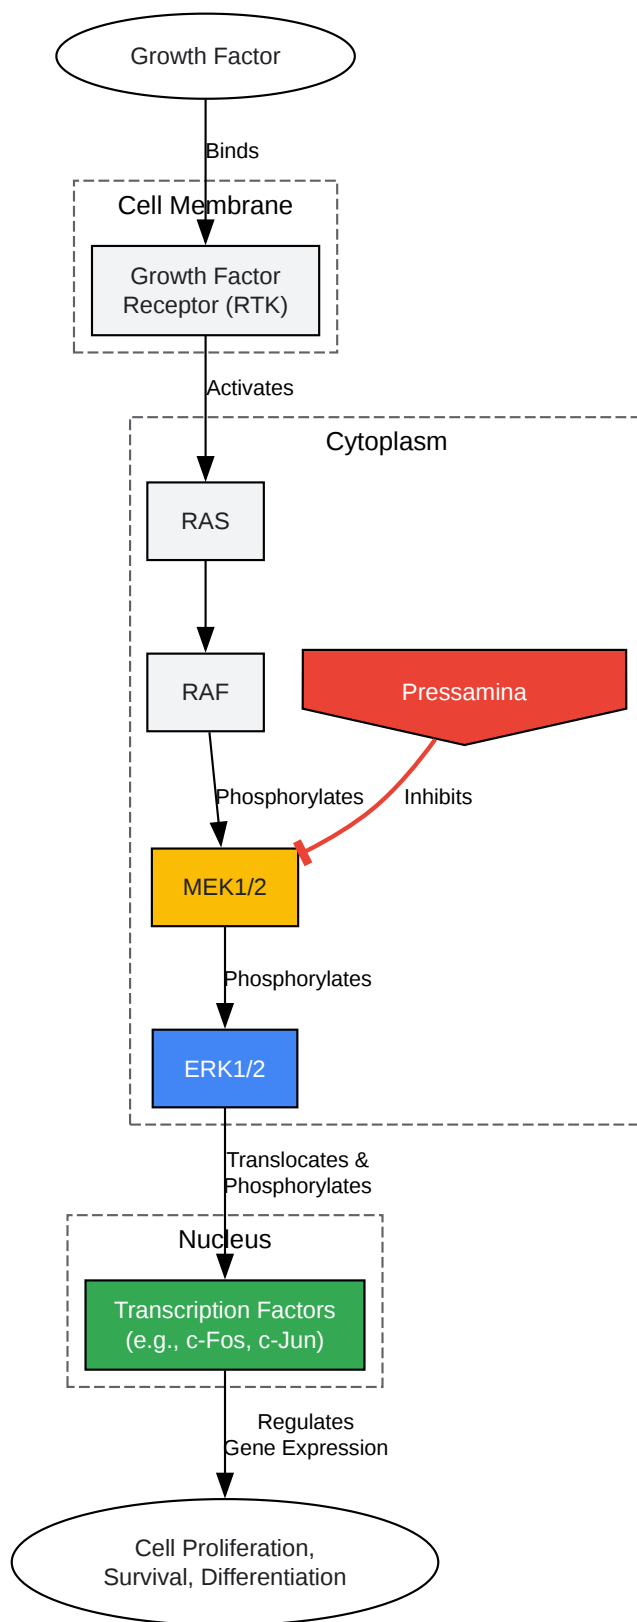 Growth Factor
Binds
Cell Membrane
Growth Factor
Receptor (RTK)
Activates
Cytoplasm
RAS
RAF
Pressamina
Phosphorylates
Inhibits
MEK1/2
Phosphorylates
ERK1/2
Translocates &
Phosphorylates
Nucleus
Transcription Factors
(e.g., c-Fos, c-Jun)
Regulates
Gene Expression
Cell Proliferation,
Survival, Differentiation